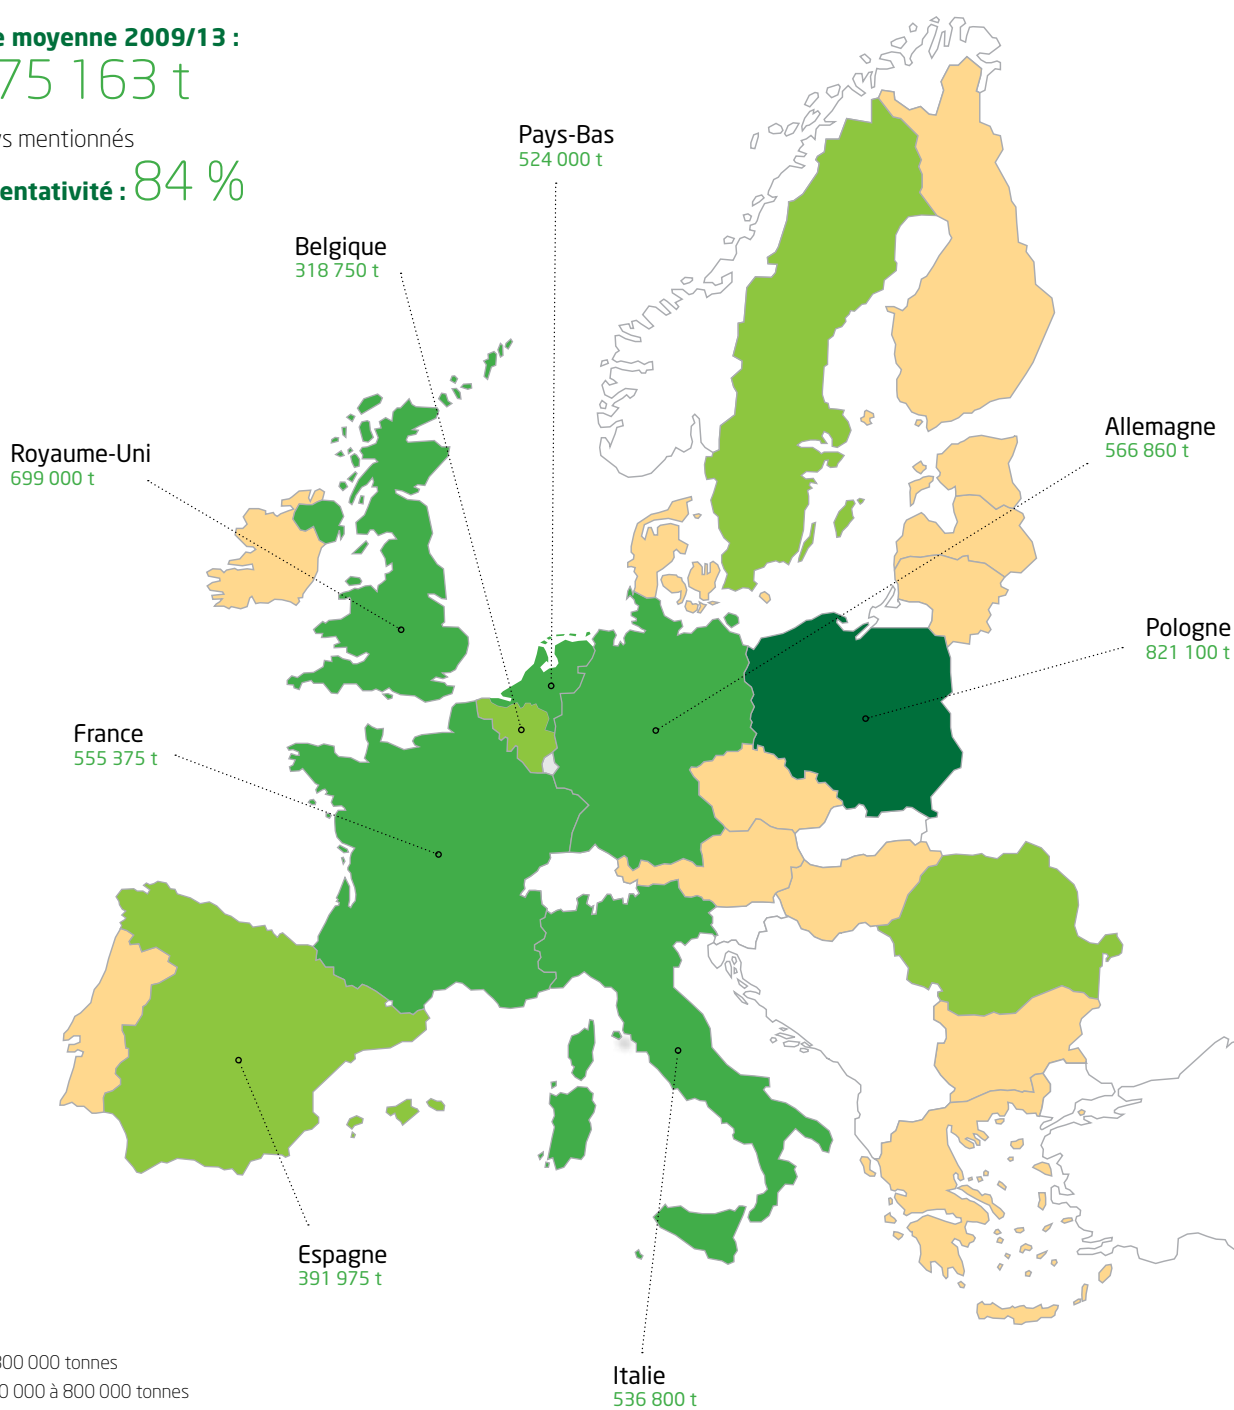 e moyenne 2009/13 :
75 163 t
ys mentionnés
entativité : 84 %
Pays-Bas
524 000 t
Belgique
318 750 t
Allemagne
566 860 t
Royaume-Uni
699 000 t
Pologne
821 100 t
France
555 375 t
Espagne
391 975 t
300 000 tonnes
0 000 à 800 000 tonnes
Italie
536 800 t